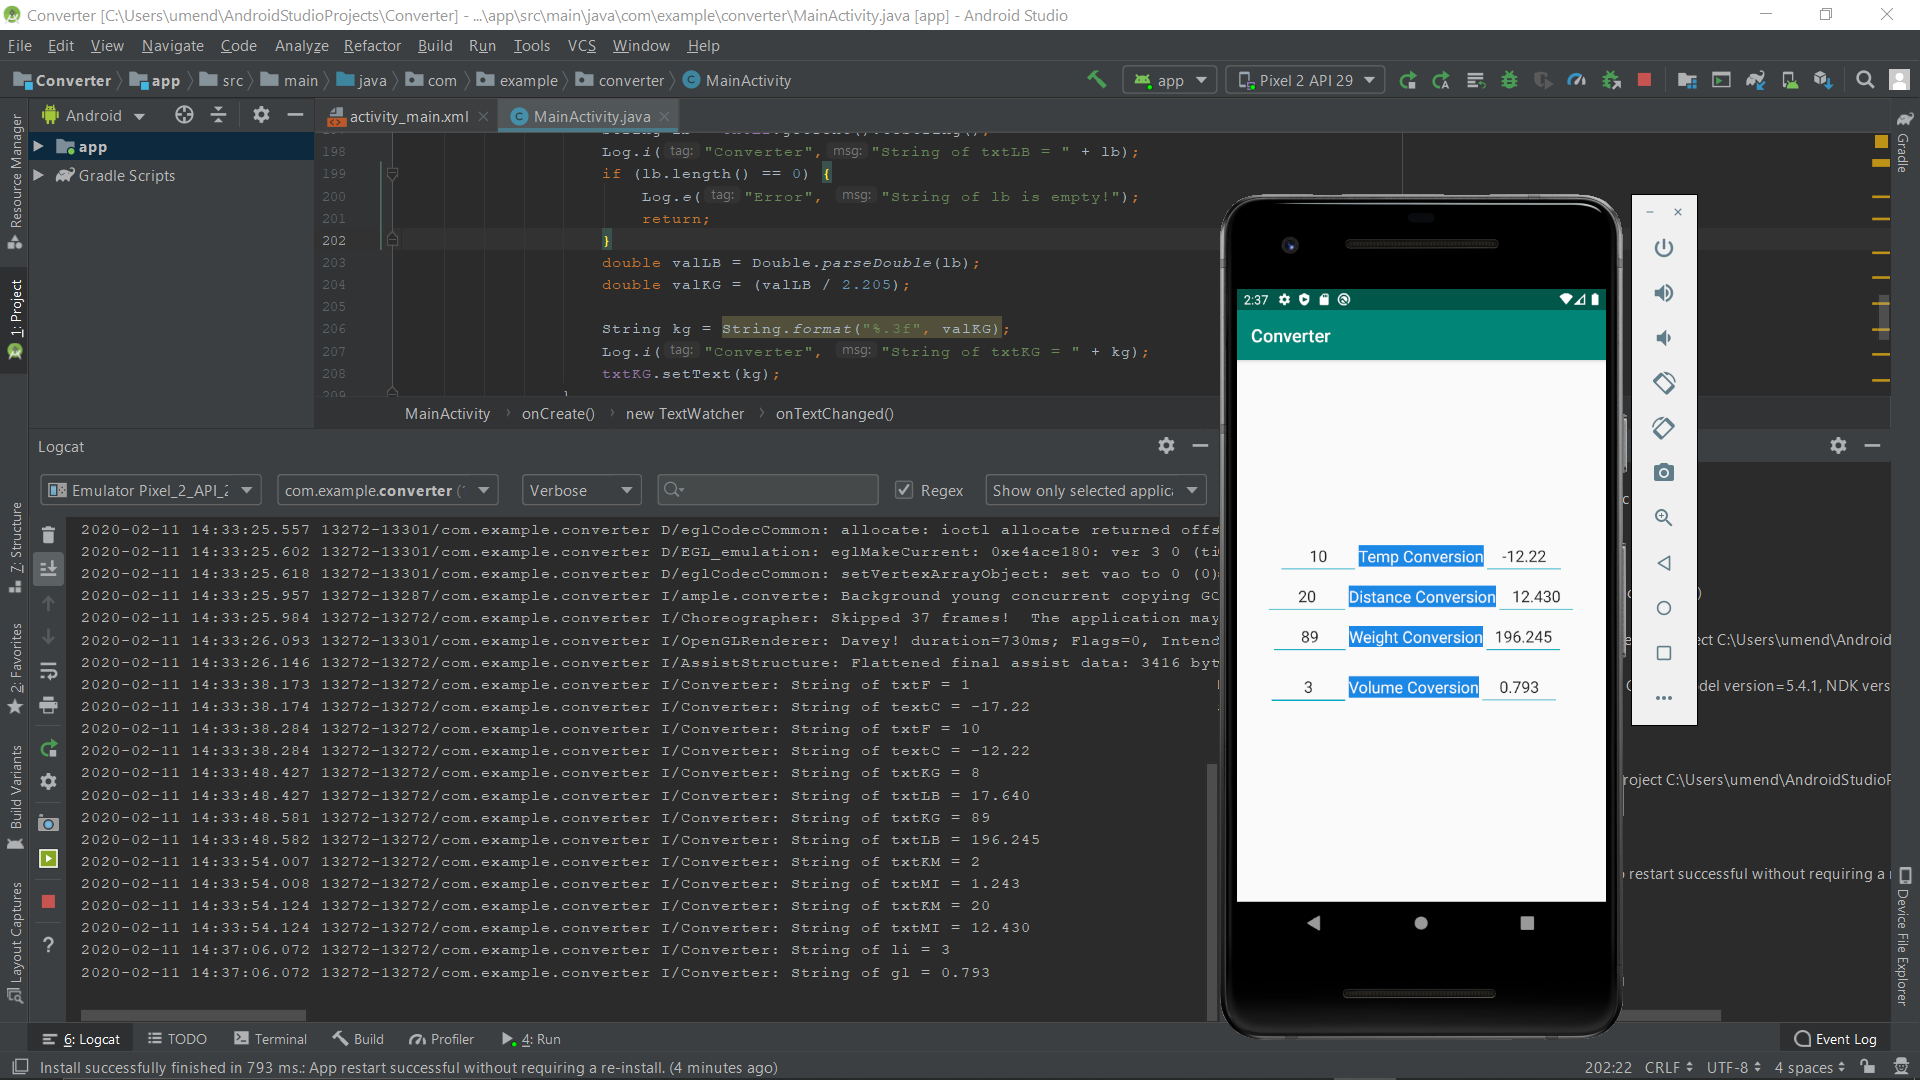 Converter [C:\Users\umend\AndroidStudioProjects\Converter] - ...\app\src\main\java\com\example\converter\MainActivity.java [app] - Android Studio
File Edit View Navigate Code Analyze Refactor Build Run Tools VCS Window Help
Converter app src main java com example converter MainActivity app Pixel 2 API 29
Android activity_main.xml MainActivity.java
app
Gradle Scripts
Resource Manager
1: Project
7: Structure
2: Favorites
Build Variants
Layout Captures
198 Log.i( tag: "Converter", msg: "String of txtLB = " + lb);
199 if (lb.length() == 0) {
200 Log.e( tag: "Error", msg: "String of lb is empty!");
201 return;
202 }
203 double valLB = Double.parseDouble(lb);
204 double valKG = (valLB / 2.205);
205
206 String kg = String.format("%.3f", valKG);
207 Log.i( tag: "Converter", msg: "String of txtKG = " + kg);
208 txtKG.setText(kg);
209
MainActivity onCreate() new TextWatcher onTextChanged()
Logcat
Emulator Pixel_2_API_2 com.example.converter ( Verbose Regex Show only selected applica
2020-02-11 14:33:25.557 13272-13301/com.example.converter D/eglCodecCommon: allocate: ioctl allocate returned offs
2020-02-11 14:33:25.602 13272-13301/com.example.converter D/EGL_emulation: eglMakeCurrent: 0xe4ace180: ver 3 0 (ti
2020-02-11 14:33:25.618 13272-13301/com.example.converter D/eglCodecCommon: setVertexArrayObject: set vao to 0 (0)
2020-02-11 14:33:25.957 13272-13287/com.example.converter I/ample.converte: Background young concurrent copying GC
2020-02-11 14:33:25.984 13272-13272/com.example.converter I/Choreographer: Skipped 37 frames!  The application may
2020-02-11 14:33:26.093 13272-13301/com.example.converter I/OpenGLRenderer: Davey! duration=730ms; Flags=0, Intend
2020-02-11 14:33:26.146 13272-13272/com.example.converter I/AssistStructure: Flattened final assist data: 3416 byt
2020-02-11 14:33:38.173 13272-13272/com.example.converter I/Converter: String of txtF = 1
2020-02-11 14:33:38.174 13272-13272/com.example.converter I/Converter: String of textC = -17.22
2020-02-11 14:33:38.284 13272-13272/com.example.converter I/Converter: String of txtF = 10
2020-02-11 14:33:38.284 13272-13272/com.example.converter I/Converter: String of textC = -12.22
2020-02-11 14:33:48.427 13272-13272/com.example.converter I/Converter: String of txtKG = 8
2020-02-11 14:33:48.427 13272-13272/com.example.converter I/Converter: String of txtLB = 17.640
2020-02-11 14:33:48.581 13272-13272/com.example.converter I/Converter: String of txtKG = 89
2020-02-11 14:33:48.582 13272-13272/com.example.converter I/Converter: String of txtLB = 196.245
2020-02-11 14:33:54.007 13272-13272/com.example.converter I/Converter: String of txtKM = 2
2020-02-11 14:33:54.008 13272-13272/com.example.converter I/Converter: String of txtMI = 1.243
2020-02-11 14:33:54.124 13272-13272/com.example.converter I/Converter: String of txtKM = 20
2020-02-11 14:33:54.124 13272-13272/com.example.converter I/Converter: String of txtMI = 12.430
2020-02-11 14:37:06.072 13272-13272/com.example.converter I/Converter: String of li = 3
2020-02-11 14:37:06.072 13272-13272/com.example.converter I/Converter: String of gl = 0.793
2:37
Converter
10 Temp Conversion -12.22
20 Distance Conversion 12.430
89 Weight Conversion 196.245
3 Volume Coversion 0.793
ject C:\Users\umend\Android
del version=5.4.1, NDK vers
roject C:\Users\umend\AndroidStudioP
restart successful without requiring a
Gradle
Device File Explorer
6: Logcat TODO Terminal Build Profiler 4: Run Event Log
Install successfully finished in 793 ms.: App restart successful without requiring a re-install. (4 minutes ago) 202:22 CRLF UTF-8 4 spaces